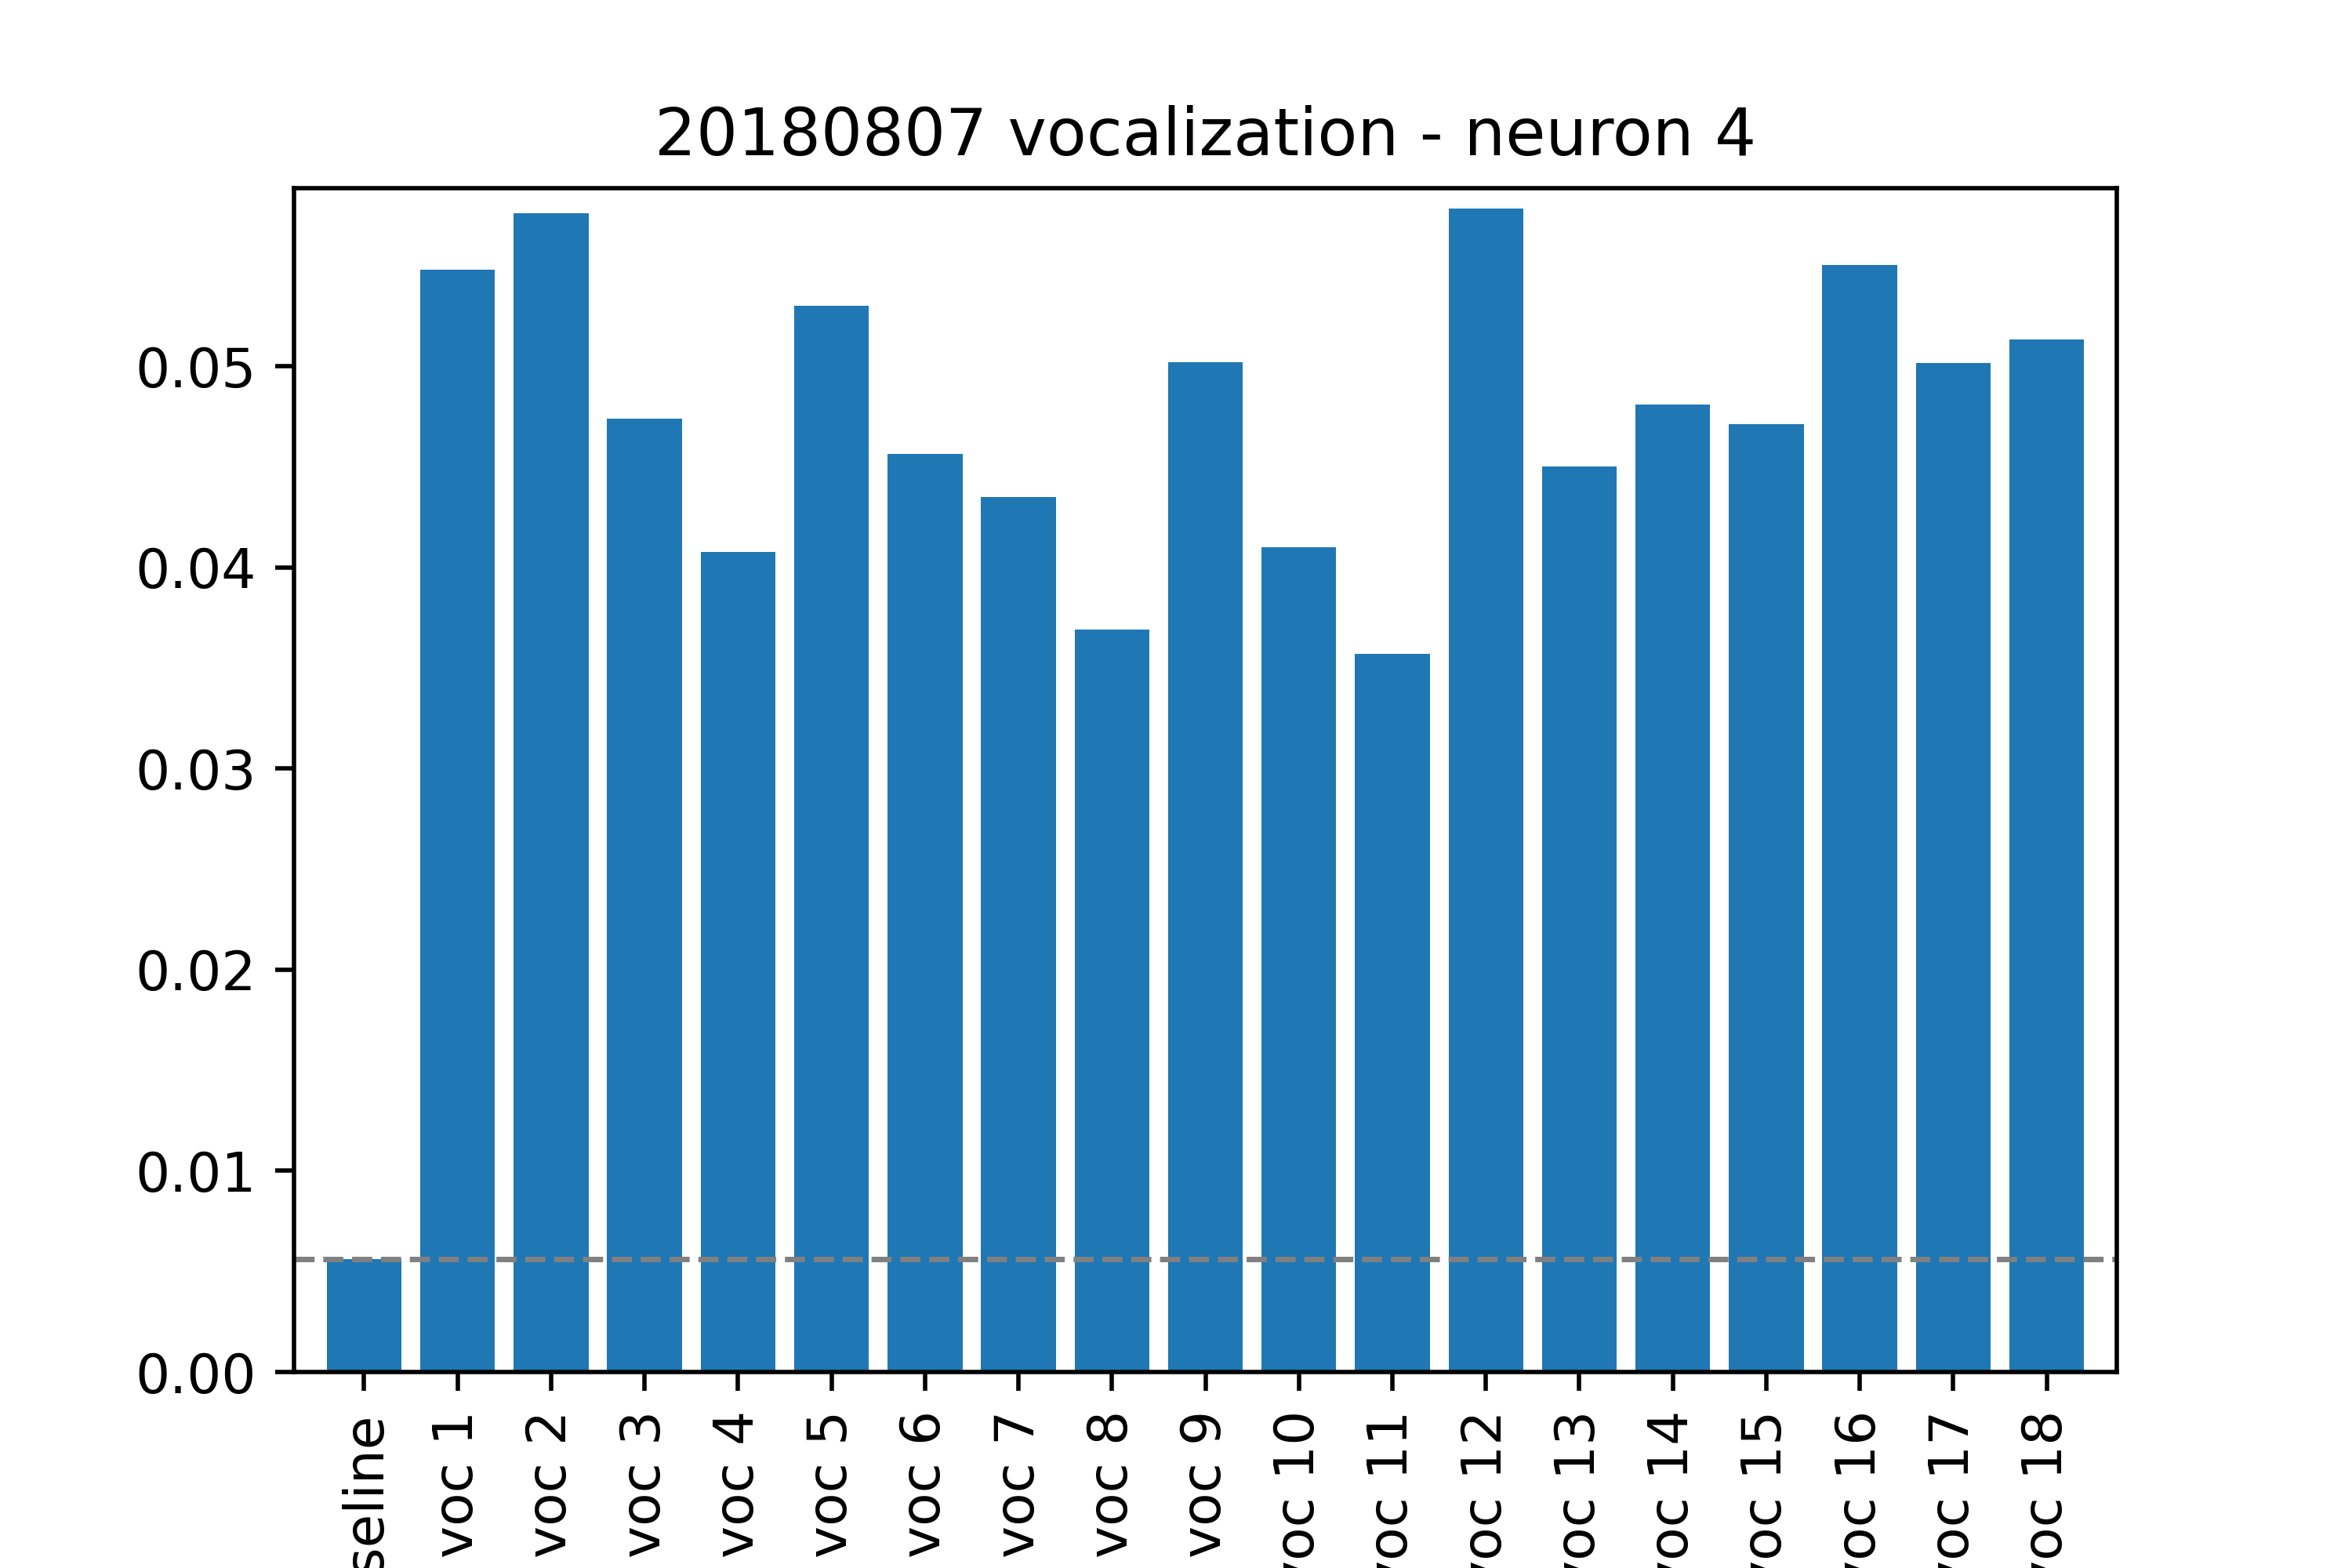 20180807 vocalization - neuron 4
0.05
0.04
0.03
0.02
0.01
0.00
seline
voc 1
voc 2
voc 3
voc 4
voc 5
voc 6
voc 7
voc 8
voc 9
voc 10
voc 11
voc 12
voc 13
voc 14
voc 15
voc 16
voc 17
voc 18